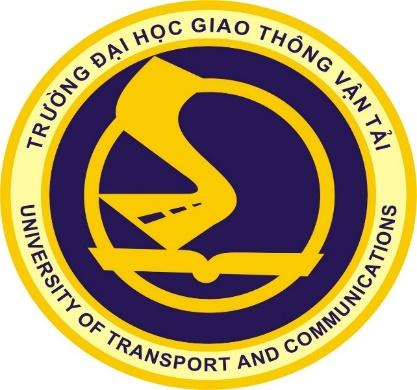 TRƯỜNG ĐẠI HỌC GIAO THÔNG VẬN TẢI
UNIVERSITY OF TRANSPORT AND COMMUNICATIONS